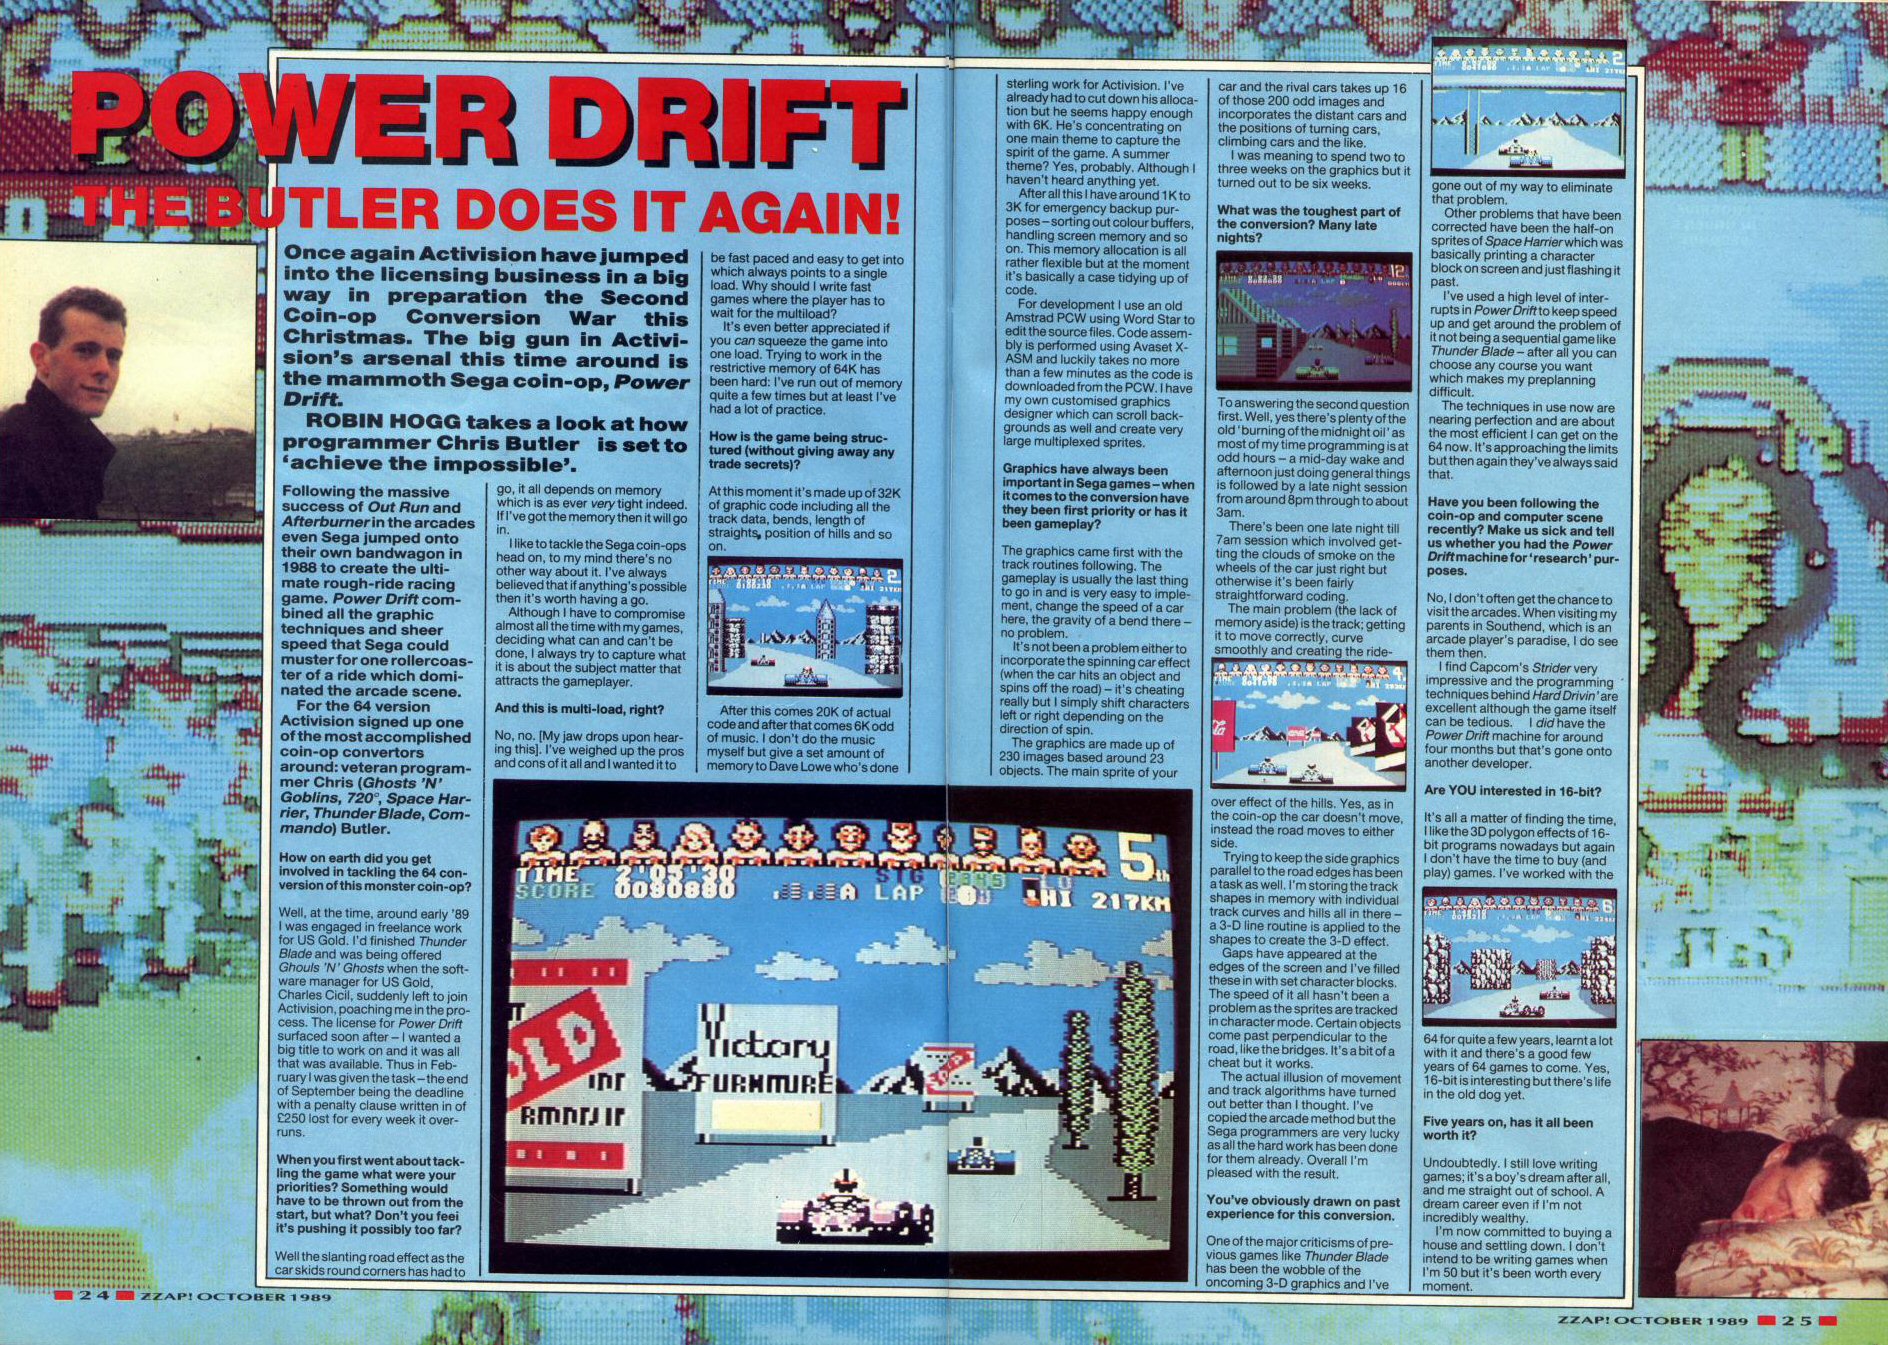 POWER DRIFT
THE BUTLER DOES IT AGAIN!
Once again Activision have jumped
into the licensing business in a big
way in preparation the Second
Coin-op Conversion War this
Christmas. The big gun in Activi-
sion's arsenal this time around is
the mammoth Sega coin-op, Power
Drift.
ROBIN HOGG takes a look at how
programmer Chris Butler is set to
'achieve the impossible'.
Following the massive
success of Out Run and
Afterburner in the arcades
even Sega jumped onto
their own bandwagon in
1988 to create the ulti-
mate rough-ride racing
game. Power Drift com-
bined all the graphic
techniques and sheer
speed that Sega could
muster for one rollercoas-
ter of a ride which domi-
nated the arcade scene.
For the 64 version
Activision signed up one
of the most accomplished
coin-op convertors
around: veteran program-
mer Chris (Ghosts 'N'
Goblins, 720°, Space Har-
rier, Thunder Blade, Com-
mando) Butler.
How on earth did you get
involved in tackling the 64 con-
version of this monster coin-op?
Well, at the time, around early '89
I was engaged in freelance work
for US Gold. I'd finished Thunder
Blade and was being offered
Ghouls 'N' Ghosts when the soft-
ware manager for US Gold,
Charles Cicil, suddenly left to join
Activision, poaching me in the pro-
cess. The license for Power Drift
surfaced soon after – I wanted a
big title to work on and it was all
that was available. Thus in Feb-
ruary I was given the task – the end
of September being the deadline
with a penalty clause written in of
£250 lost for every week it over-
runs.
When you first went about tack-
ling the game what were your
priorities? Something would
have to be thrown out from the
start, but what? Don't you feel
it's pushing it possibly too far?
Well the slanting road effect as the
car skids round corners has had to
go, it all depends on memory
which is as ever very tight indeed.
If I've got the memory then it will go
in.
I like to tackle the Sega coin-ops
head on, to my mind there's no
other way about it. I've always
believed that if anything's possible
then it's worth having a go.
Although I have to compromise
almost all the time with my games,
deciding what can and can't be
done, I always try to capture what
it is about the subject matter that
attracts the gameplayer.
And this is multi-load, right?
No, no. [My jaw drops upon hear-
ing this]. I've weighed up the pros
and cons of it all and I wanted it to
be fast paced and easy to get into
which always points to a single
load. Why should I write fast
games where the player has to
wait for the multiload?
It's even better appreciated if
you can squeeze the game into
one load. Trying to work in the
restrictive memory of 64K has
been hard: I've run out of memory
quite a few times but at least I've
had a lot of practice.
How is the game being struc-
tured (without giving away any
trade secrets)?
At this moment it's made up of 32K
of graphic code including all the
track data, bends, length of
straights, position of hills and so
on.
After this comes 20K of actual
code and after that comes 6K odd
of music. I don't do the music
myself but give a set amount of
memory to Dave Lowe who's done
TIME 2'05'30
SCORE 0090880
A LAP
STG 2345
LO
HI 217KM
5th
Victory
FURNITURE
sterling work for Activision. I've
already had to cut down his alloca-
tion but he seems happy enough
with 6K. He's concentrating on
one main theme to capture the
spirit of the game. A summer
theme? Yes, probably. Although I
haven't heard anything yet.
After all this I have around 1K to
3K for emergency backup pur-
poses – sorting out colour buffers,
handling screen memory and so
on. This memory allocation is all
rather flexible but at the moment
it's basically a case tidying up of
code.
For development I use an old
Amstrad PCW using Word Star to
edit the source files. Code assem-
bly is performed using Avaset X-
ASM and luckily takes no more
than a few minutes as the code is
downloaded from the PCW. I have
my own customised graphics
designer which can scroll back-
grounds as well and create very
large multiplexed sprites.
Graphics have always been
important in Sega games – when
it comes to the conversion have
they been first priority or has it
been gameplay?
The graphics came first with the
track routines following. The
gameplay is usually the last thing
to go in and is very easy to imple-
ment, change the speed of a car
here, the gravity of a bend there –
no problem.
It's not been a problem either to
incorporate the spinning car effect
(when the car hits an object and
spins off the road) – it's cheating
really but I simply shift characters
left or right depending on the
direction of spin.
The graphics are made up of
230 images based around 23
objects. The main sprite of your
car and the rival cars takes up 16
of those 200 odd images and
incorporates the distant cars and
the positions of turning cars,
climbing cars and the like.
I was meaning to spend two to
three weeks on the graphics but it
turned out to be six weeks.
What was the toughest part of
the conversion? Many late
nights?
To answering the second question
first. Well, yes there's plenty of the
old 'burning of the midnight oil' as
most of my time programming is at
odd hours – a mid-day wake and
afternoon just doing general things
is followed by a late night session
from around 8pm through to about
3am.
There's been one late night till
7am session which involved get-
ting the clouds of smoke on the
wheels of the car just right but
otherwise it's been fairly
straightforward coding.
The main problem (the lack of
memory aside) is the track; getting
it to move correctly, curve
smoothly and creating the ride-
over effect of the hills. Yes, as in
the coin-op the car doesn't move,
instead the road moves to either
side.
Trying to keep the side graphics
parallel to the road edges has been
a task as well. I'm storing the track
shapes in memory with individual
track curves and hills all in there –
a 3-D line routine is applied to the
shapes to create the 3-D effect.
Gaps have appeared at the
edges of the screen and I've filled
these in with set character blocks.
The speed of it all hasn't been a
problem as the sprites are tracked
in character mode. Certain objects
come past perpendicular to the
road, like the bridges. It's a bit of a
cheat but it works.
The actual illusion of movement
and track algorithms have turned
out better than I thought. I've
copied the arcade method but the
Sega programmers are very lucky
as all the hard work has been done
for them already. Overall I'm
pleased with the result.
You've obviously drawn on past
experience for this conversion.
One of the major criticisms of pre-
vious games like Thunder Blade
has been the wobble of the
oncoming 3-D graphics and I've
gone out of my way to eliminate
that problem.
Other problems that have been
corrected have been the half-on
sprites of Space Harrier which was
basically printing a character
block on screen and just flashing it
past.
I've used a high level of inter-
rupts in Power Drift to keep speed
up and get around the problem of
it not being a sequential game like
Thunder Blade – after all you can
choose any course you want
which makes my preplanning
difficult.
The techniques in use now are
nearing perfection and are about
the most efficient I can get on the
64 now. It's approaching the limits
but then again they've always said
that.
Have you been following the
coin-op and computer scene
recently? Make us sick and tell
us whether you had the Power
Drift machine for 'research' pur-
poses.
No, I don't often get the chance to
visit the arcades. When visiting my
parents in Southend, which is an
arcade player's paradise, I do see
them then.
I find Capcom's Strider very
impressive and the programming
techniques behind Hard Drivin' are
excellent although the game itself
can be tedious. I did have the
Power Drift machine for around
four months but that's gone onto
another developer.
Are YOU interested in 16-bit?
It's all a matter of finding the time,
I like the 3D polygon effects of 16-
bit programs nowadays but again
I don't have the time to buy (and
play) games. I've worked with the
64 for quite a few years, learnt a lot
with it and there's a good few
years of 64 games to come. Yes,
16-bit is interesting but there's life
in the old dog yet.
Five years on, has it all been
worth it?
Undoubtedly. I still love writing
games; it's a boy's dream after all,
and me straight out of school. A
dream career even if I'm not
incredibly wealthy.
I'm now committed to buying a
house and settling down. I don't
intend to be writing games when
I'm 50 but it's been worth every
moment.
24 ZZAP! OCTOBER 1989
ZZAP! OCTOBER 1989 25